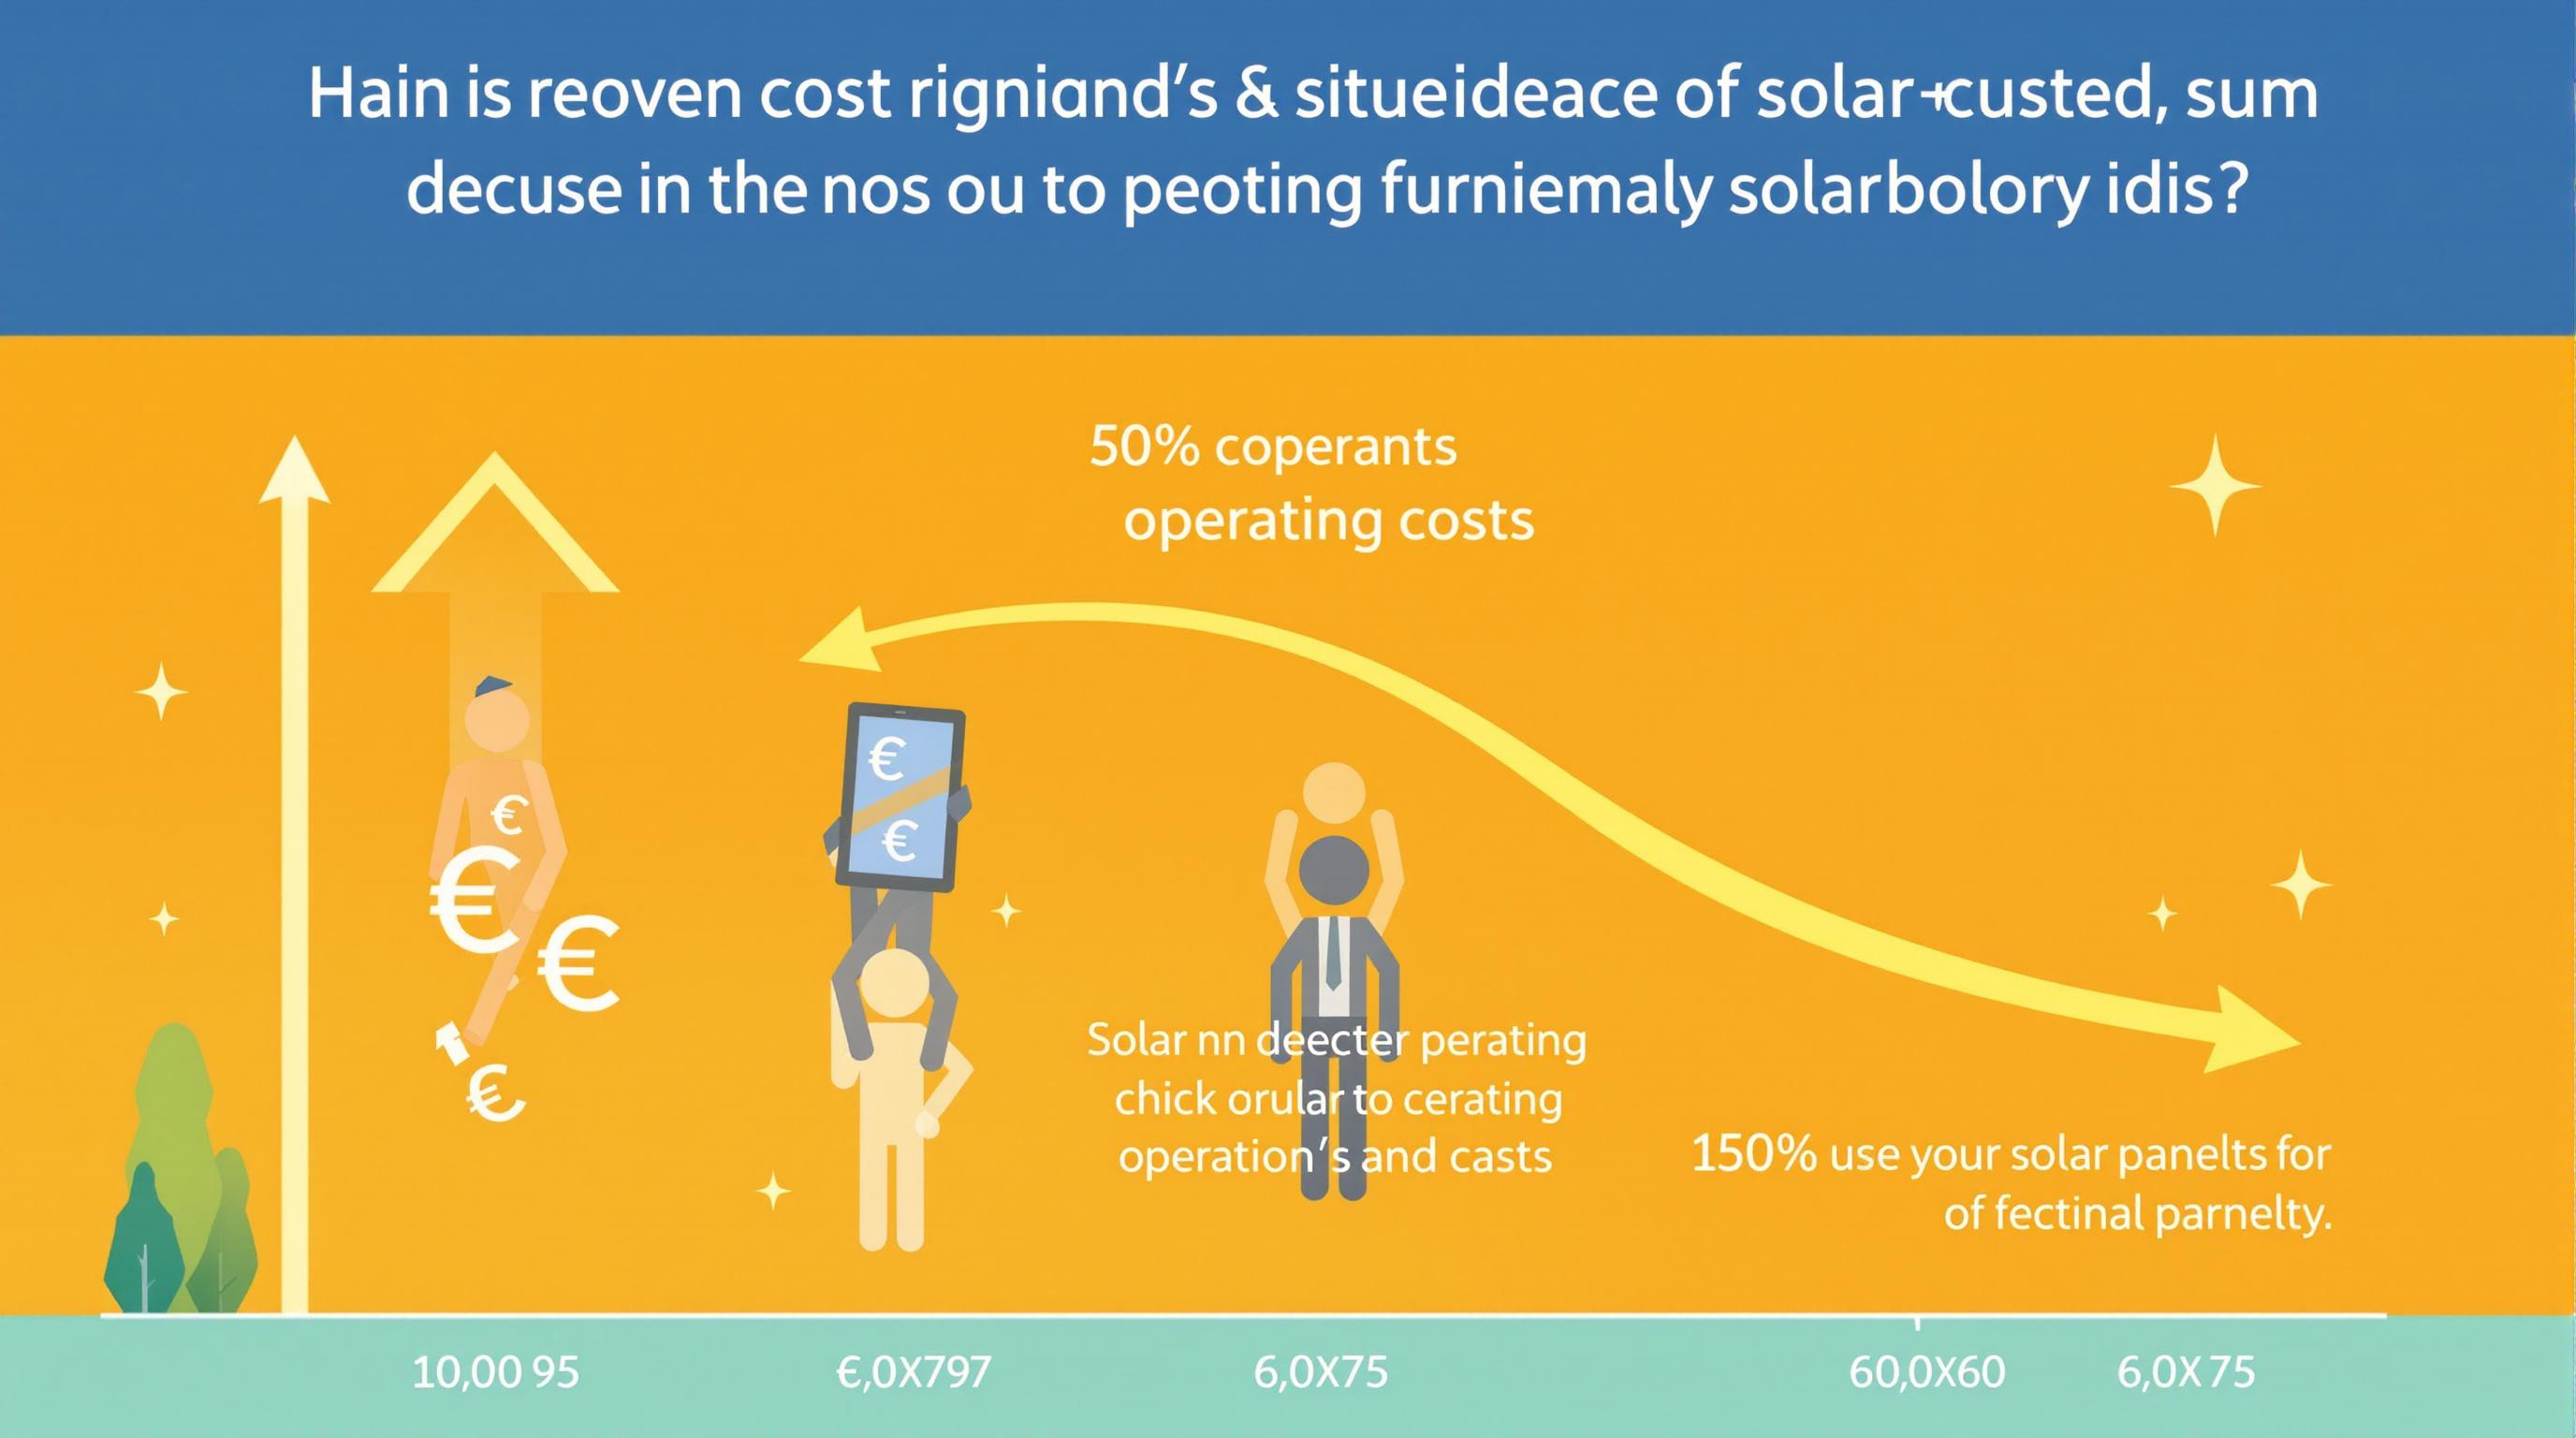 Hain is reoven cost rigniand's & situeideace of solar+custed, sum
decuse in the nos ou to peoting furniemaly solarbolory idis?
50% coperants
operating costs
€
€
€
€
€
€
Solar nn deecter perating
chick orular to cerating
operation's and casts
150% use your solar panelts for
of fectinal parnelty.
10,00 95
€,0X797
6,0X75
60,0X60
6,0X75